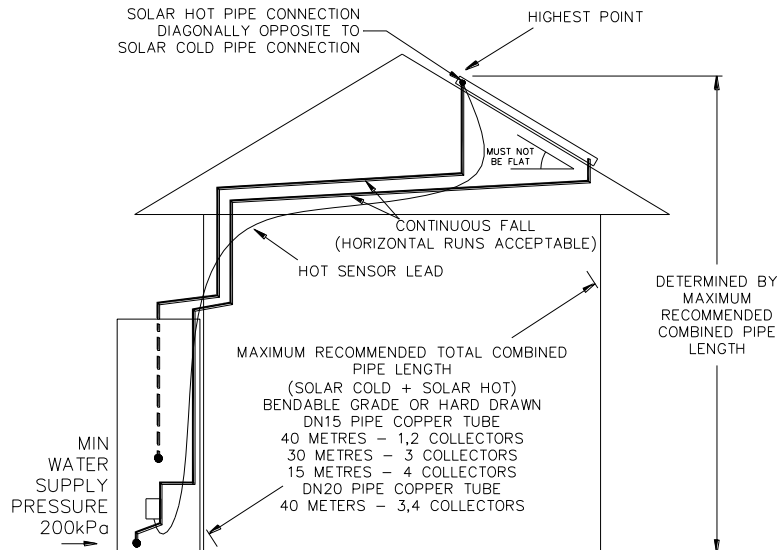 SOLAR HOT PIPE CONNECTION
DIAGONALLY OPPOSITE TO
SOLAR COLD PIPE CONNECTION
HIGHEST POINT
MUST NOT
BE FLAT
CONTINUOUS FALL
(HORIZONTAL RUNS ACCEPTABLE)
HOT SENSOR LEAD
DETERMINED BY
MAXIMUM
RECOMMENDED
COMBINED PIPE
LENGTH
MAXIMUM RECOMMENDED TOTAL COMBINED
PIPE LENGTH
(SOLAR COLD + SOLAR HOT)
BENDABLE GRADE OR HARD DRAWN
DN15 PIPE COPPER TUBE
40 METRES – 1,2 COLLECTORS
30 METRES – 3 COLLECTORS
15 METRES – 4 COLLECTORS
DN20 PIPE COPPER TUBE
40 METERS – 3,4 COLLECTORS
MIN
WATER
SUPPLY
PRESSURE
200kPa